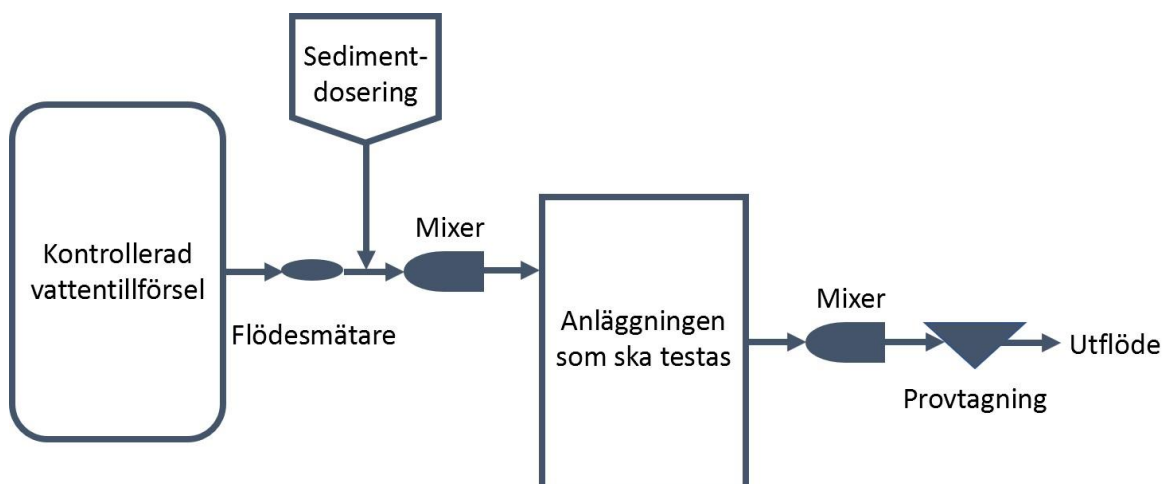 Sediment-
dosering
Kontrollerad
vattentillförsel
Flödesmätare
Mixer
Anläggningen
som ska testas
Mixer
Provtagning
Utflöde